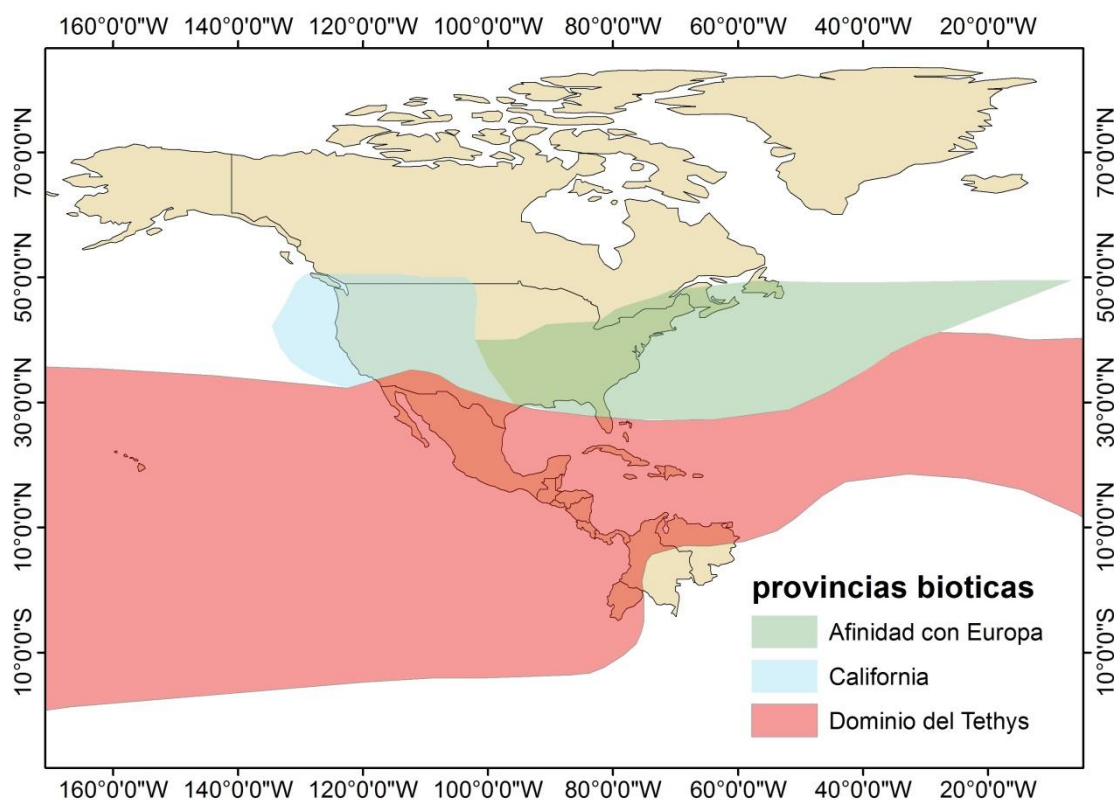 160°0'0"W 140°0'0"W 120°0'0"W 100°0'0"W 80°0'0"W 60°0'0"W 40°0'0"W 20°0'0"W
70°0'0"N 70°0'0"N
50°0'0"N 50°0'0"N
30°0'0"N 30°0'0"N
10°0'0"N 10°0'0"N
provincias bioticas
Afinidad con Europa
10°0'0"S 10°0'0"S
California
Dominio del Tethys
160°0'0"W 140°0'0"W 120°0'0"W 100°0'0"W 80°0'0"W 60°0'0"W 40°0'0"W 20°0'0"W